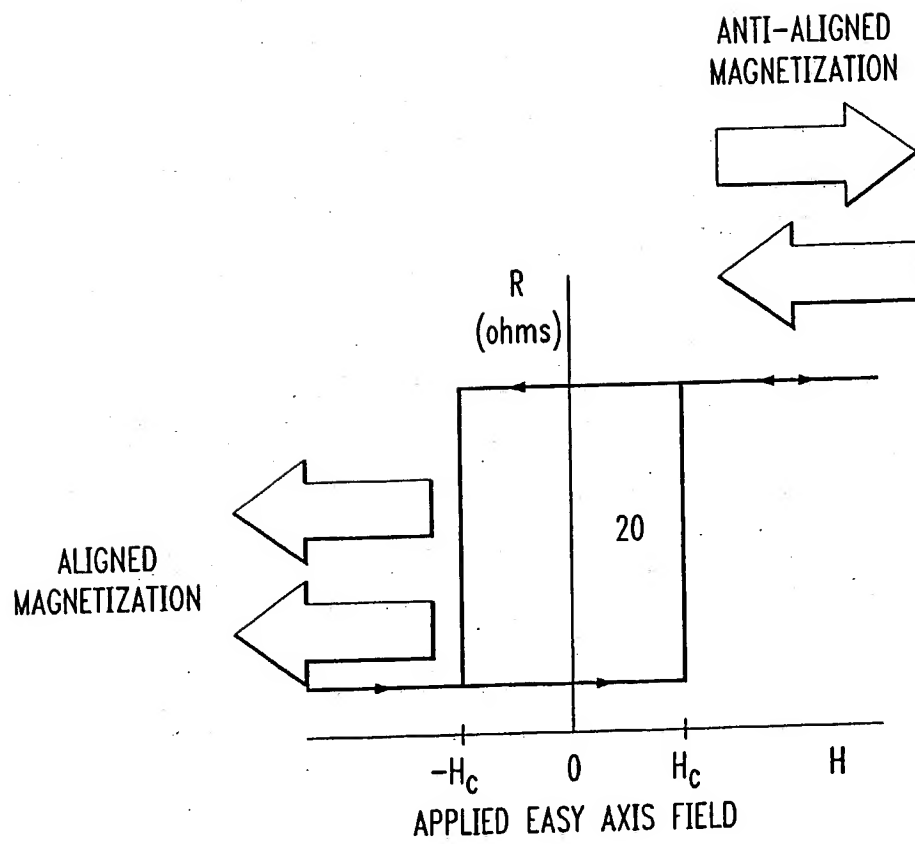 ANTI-ALIGNED
MAGNETIZATION
R
(ohms)
20
ALIGNED
MAGNETIZATION
-Hc 0 Hc H
APPLIED EASY AXIS FIELD